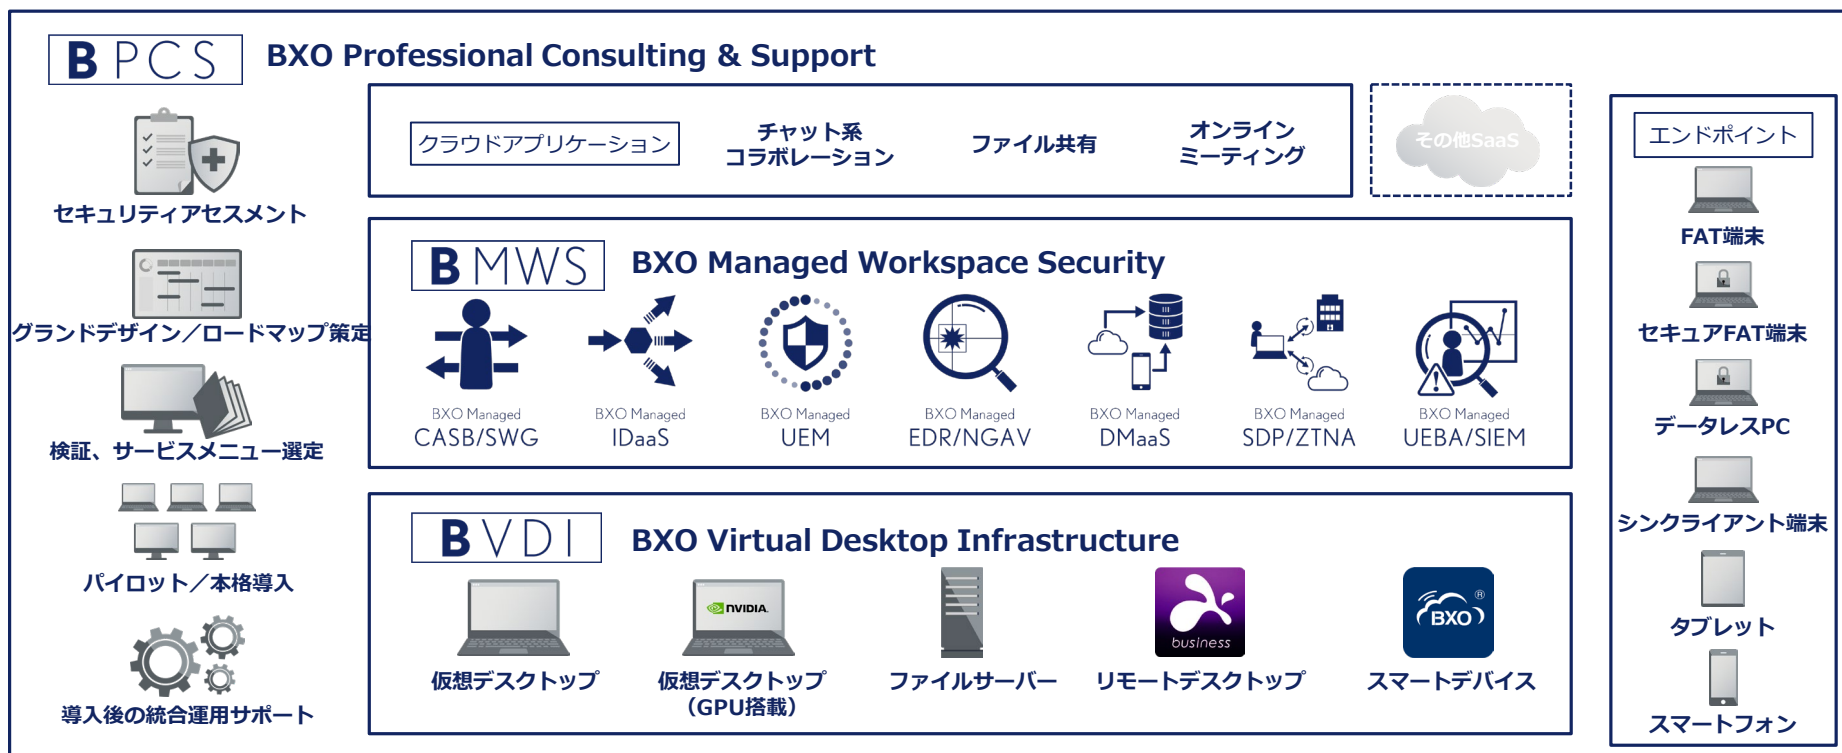 BPCS
BXO Professional Consulting & Support
セキュリティアセスメント
グランドデザイン／ロードマップ策定
検証、サービスメニュー選定
パイロット／本格導入
導入後の統合運用サポート
クラウドアプリケーション
チャット系
コラボレーション
ファイル共有
オンライン
ミーティング
その他SaaS
BMWS
BXO Managed Workspace Security
BXO Managed
CASB/SWG
BXO Managed
IDaaS
BXO Managed
UEM
BXO Managed
EDR/NGAV
BXO Managed
DMaaS
BXO Managed
SDP/ZTNA
BXO Managed
UEBA/SIEM
BVDI
BXO Virtual Desktop Infrastructure
仮想デスクトップ
NVIDIA.
仮想デスクトップ
（GPU搭載）
ファイルサーバー
business
リモートデスクトップ
BXO®
スマートデバイス
エンドポイント
FAT端末
セキュアFAT端末
データレスPC
シンクライアント端末
タブレット
スマートフォン